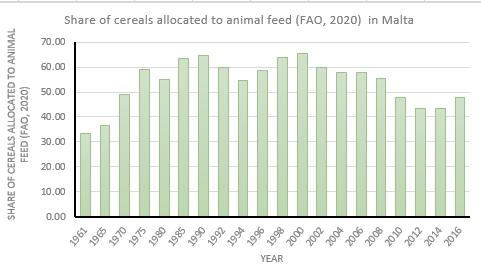 Share of cereals allocated to animal feed (FAO, 2020)  in Malta
SHARE OF CEREALS ALLOCATED TO ANIMAL
FEED (FAO, 2020)
70.00
60.00
50.00
40.00
30.00
20.00
10.00
0.00
1961 1965 1970 1975 1980 1985 1990 1992 1994 1996 1998 2000 2002 2004 2006 2008 2010 2012 2014 2016
YEAR